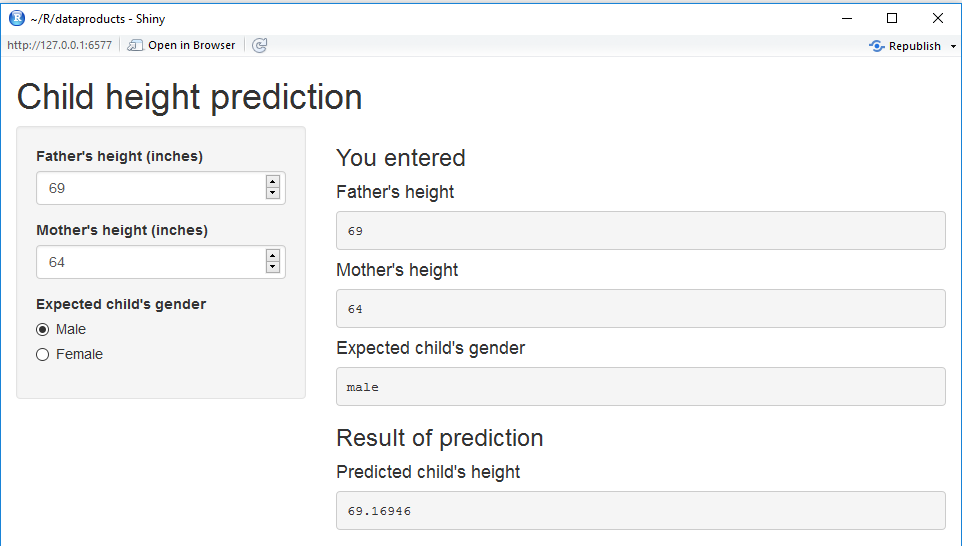 ~/R/dataproducts - Shiny
http://127.0.0.1:6577 Open in Browser Republish
Child height prediction
Father's height (inches)
69
Mother's height (inches)
64
Expected child's gender
Male
Female
You entered
Father's height
69
Mother's height
64
Expected child's gender
male
Result of prediction
Predicted child's height
69.16946